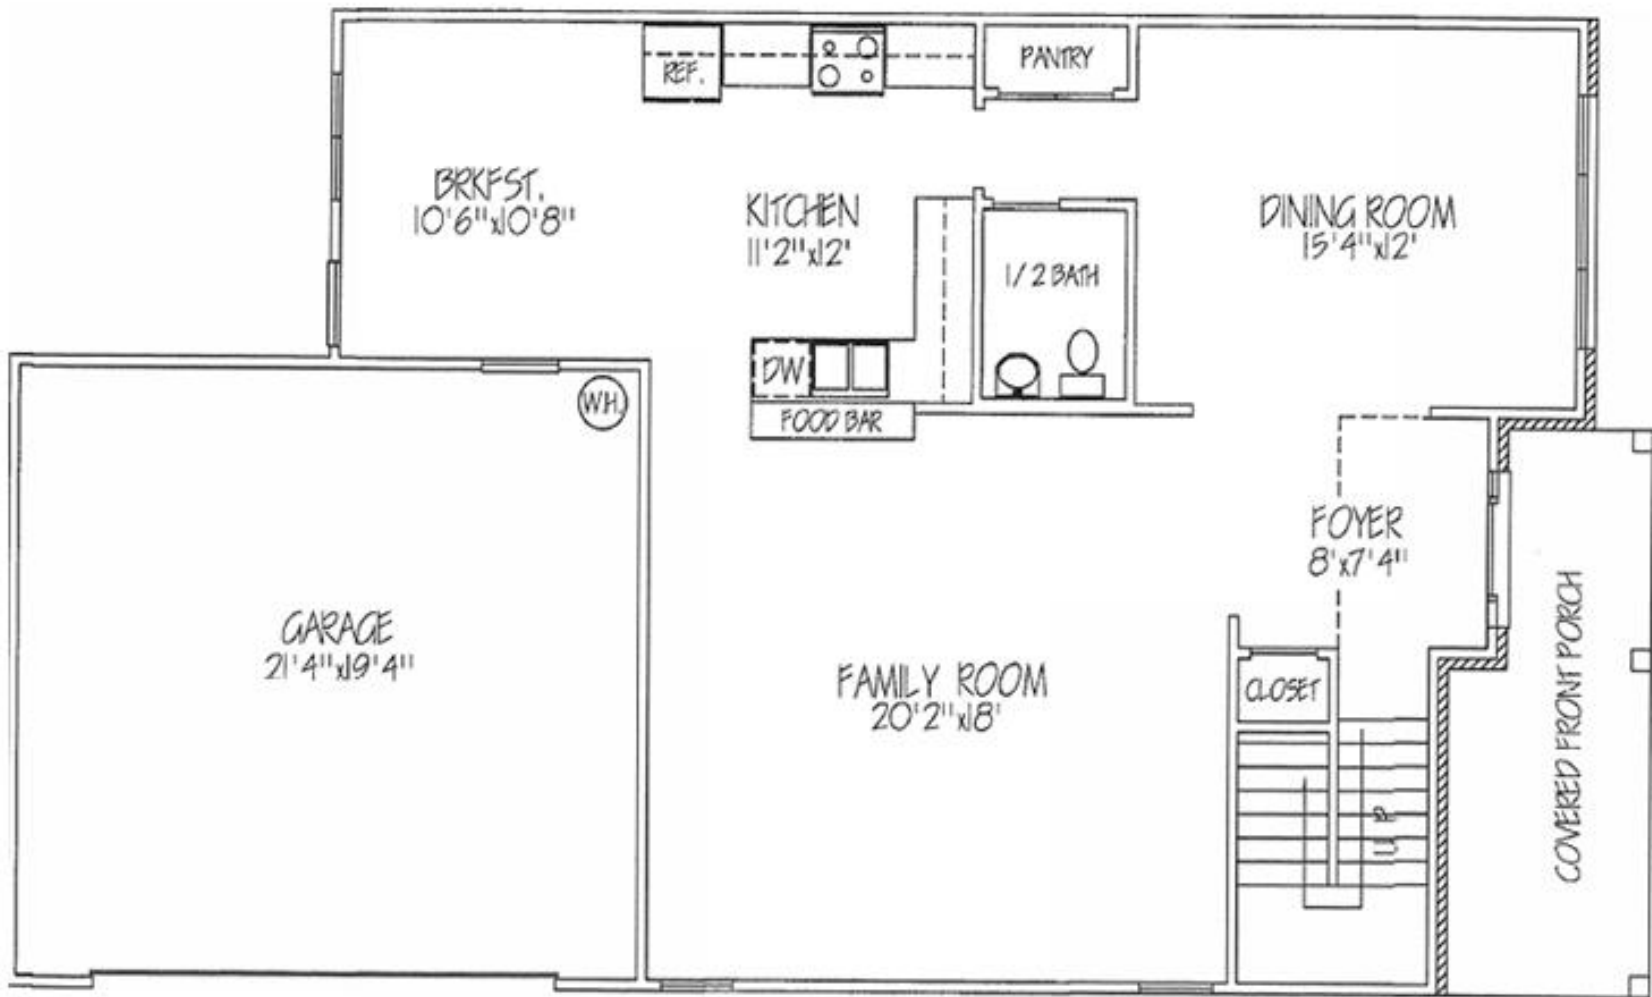 REF.
PANTRY
BRKFST.
10'6"x10'8"
KITCHEN
11'2"x12'
DINING ROOM
15'4"x12'
1/2 BATH
DW
FOOD BAR
W.H.
FOYER
8'x7'4"
GARAGE
21'4"x19'4"
FAMILY ROOM
20'2"x18'
CLOSET
UP
COVERED FRONT PORCH